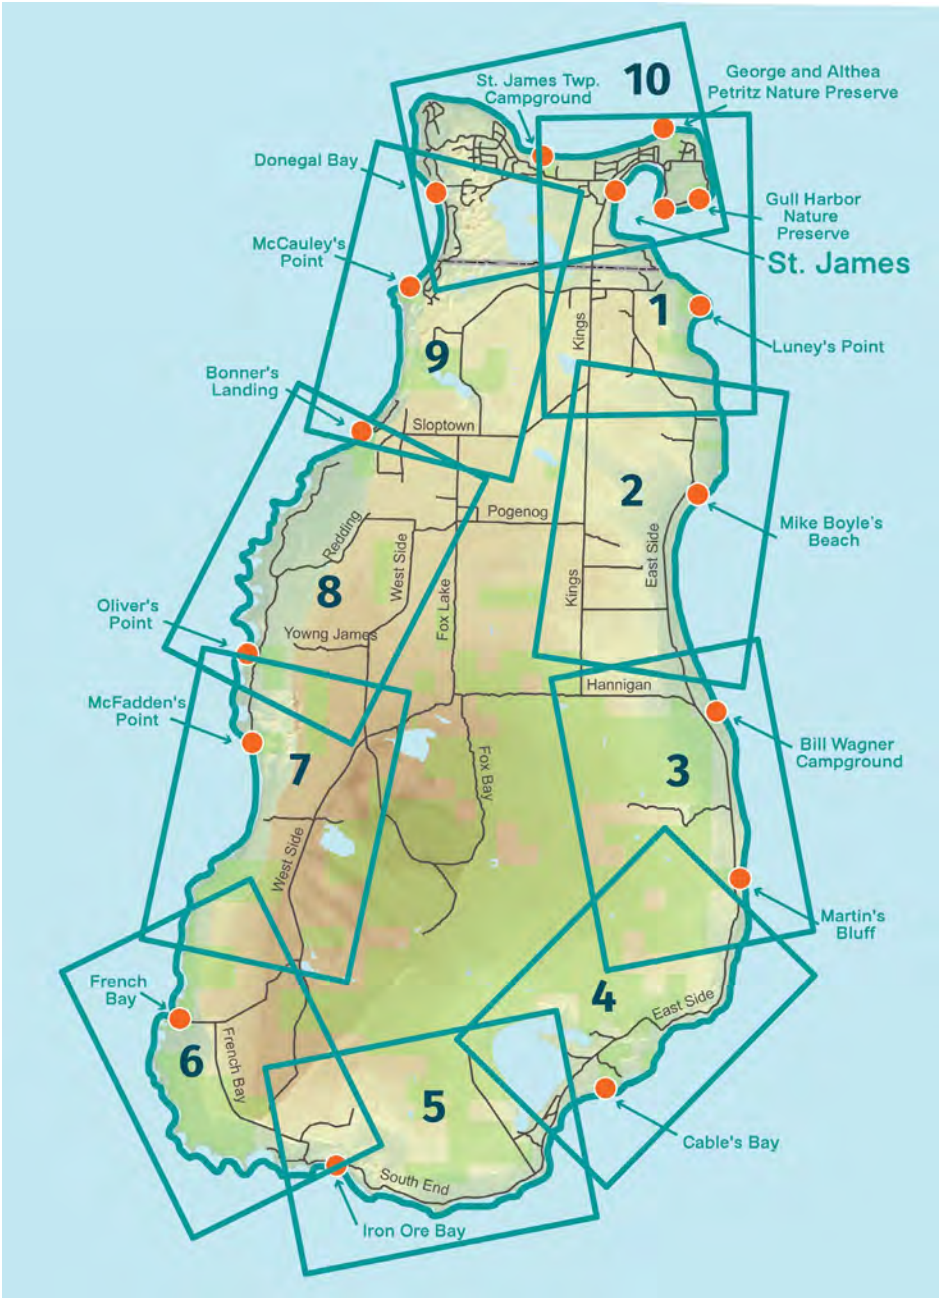 10
St. James Twp.
Campground
George and Althea
Petritz Nature Preserve
Donegal Bay
Gull Harbor
Nature
Preserve
McCauley's
Point
St. James
1
Kings
Luney's Point
9
Bonner's
Landing
Sloptown
2
Pogenog
Mike Boyle's
Beach
Redding
West Side
East Side
8
Kings
Fox Lake
Oliver's
Point
Yowng James
Hannigan
McFadden's
Point
Bill Wagner
Campground
7
Fox Bay
3
West Side
Martin's
Bluff
French
Bay
4
East Side
6
French Bay
5
Cable's Bay
South End
Iron Ore Bay